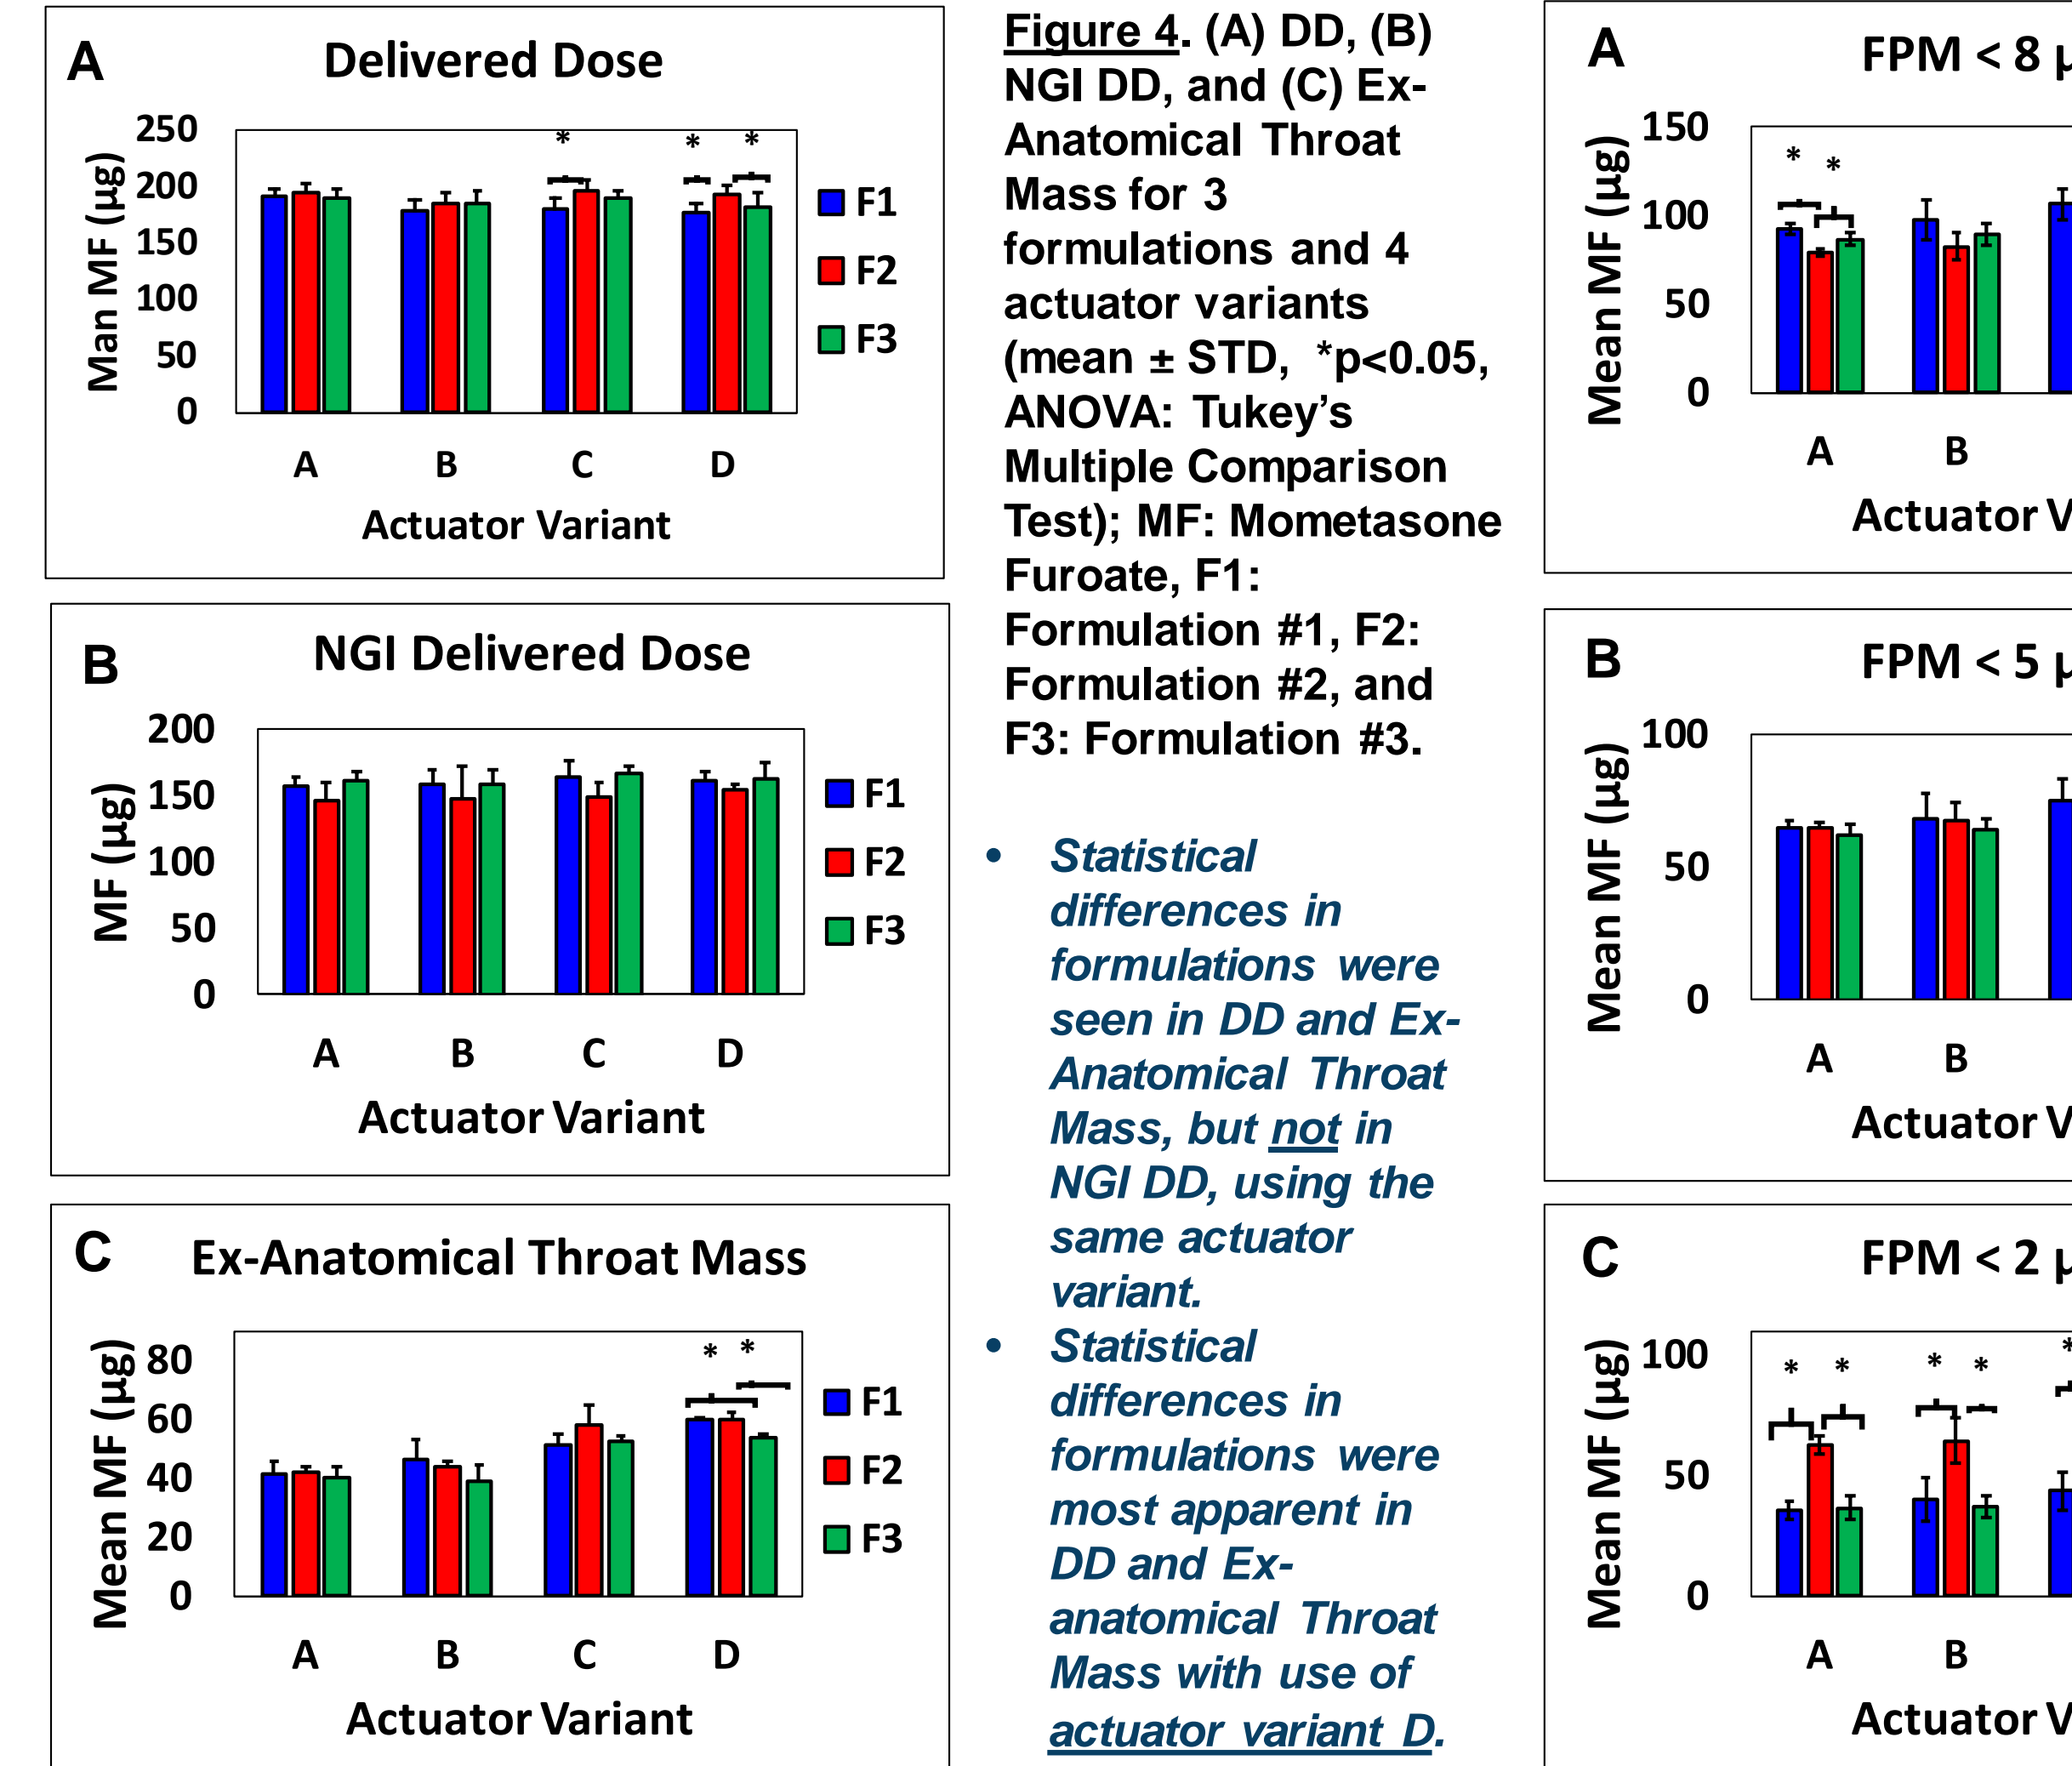 A
Delivered Dose
Man MF (µg)
250
200
150
100
50
0
*
*
*
A
B
C
D
Actuator Variant
F1
F2
F3
B
NGI Delivered Dose
MF (µg)
200
150
100
50
0
A
B
C
D
Actuator Variant
F1
F2
F3
C
Ex-Anatomical Throat Mass
Mean MF (µg)
80
60
40
20
0
*
*
A
B
C
D
Actuator Variant
F1
F2
F3
Figure 4. (A) DD, (B)
NGI DD, and (C) Ex-
Anatomical Throat
Mass for 3
formulations and 4
actuator variants
(mean ± STD, *p<0.05,
ANOVA: Tukey’s
Multiple Comparison
Test); MF: Mometasone
Furoate, F1:
Formulation #1, F2:
Formulation #2, and
F3: Formulation #3.
• Statistical
differences in
formulations were
seen in DD and Ex-
Anatomical Throat
Mass, but not in
NGI DD, using the
same actuator
variant.
• Statistical
differences in
formulations were
most apparent in
DD and Ex-
anatomical Throat
Mass with use of
actuator variant D.
A
FPM < 8
Mean MF (µg)
150
100
50
0
*
*
A
B
Actuator
B
FPM < 5
Mean MF (µg)
100
50
0
A
B
Actuator
C
FPM < 2
Mean MF (µg)
100
50
0
*
*
*
*
A
B
Actuator